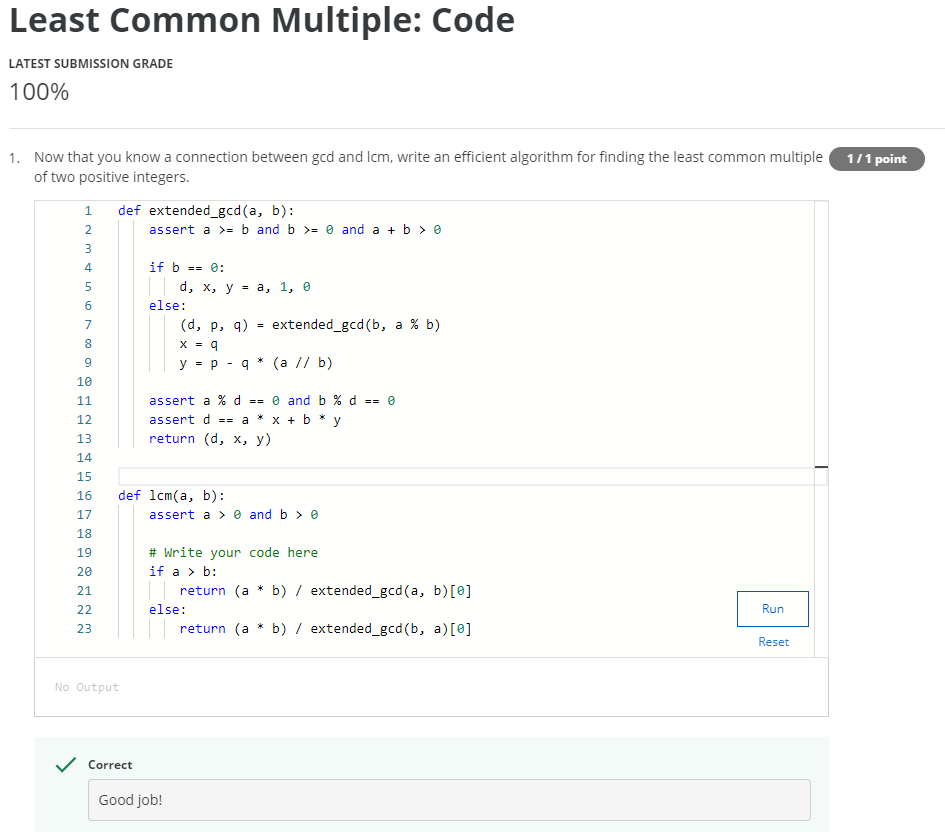 Least Common Multiple: Code
LATEST SUBMISSION GRADE
100%
1. Now that you know a connection between gcd and lcm, write an efficient algorithm for finding the least common multiple
of two positive integers.
1 / 1 point
1 def extended_gcd(a, b):
2     assert a >= b and b >= 0 and a + b > 0
3
4     if b == 0:
5         d, x, y = a, 1, 0
6     else:
7         (d, p, q) = extended_gcd(b, a % b)
8         x = q
9         y = p - q * (a // b)
10
11     assert a % d == 0 and b % d == 0
12     assert d == a * x + b * y
13     return (d, x, y)
14
15
16 def lcm(a, b):
17     assert a > 0 and b > 0
18
19     # Write your code here
20     if a > b:
21         return (a * b) / extended_gcd(a, b)[0]
22     else:
23         return (a * b) / extended_gcd(b, a)[0]
Run
Reset
No Output
Correct
Good job!